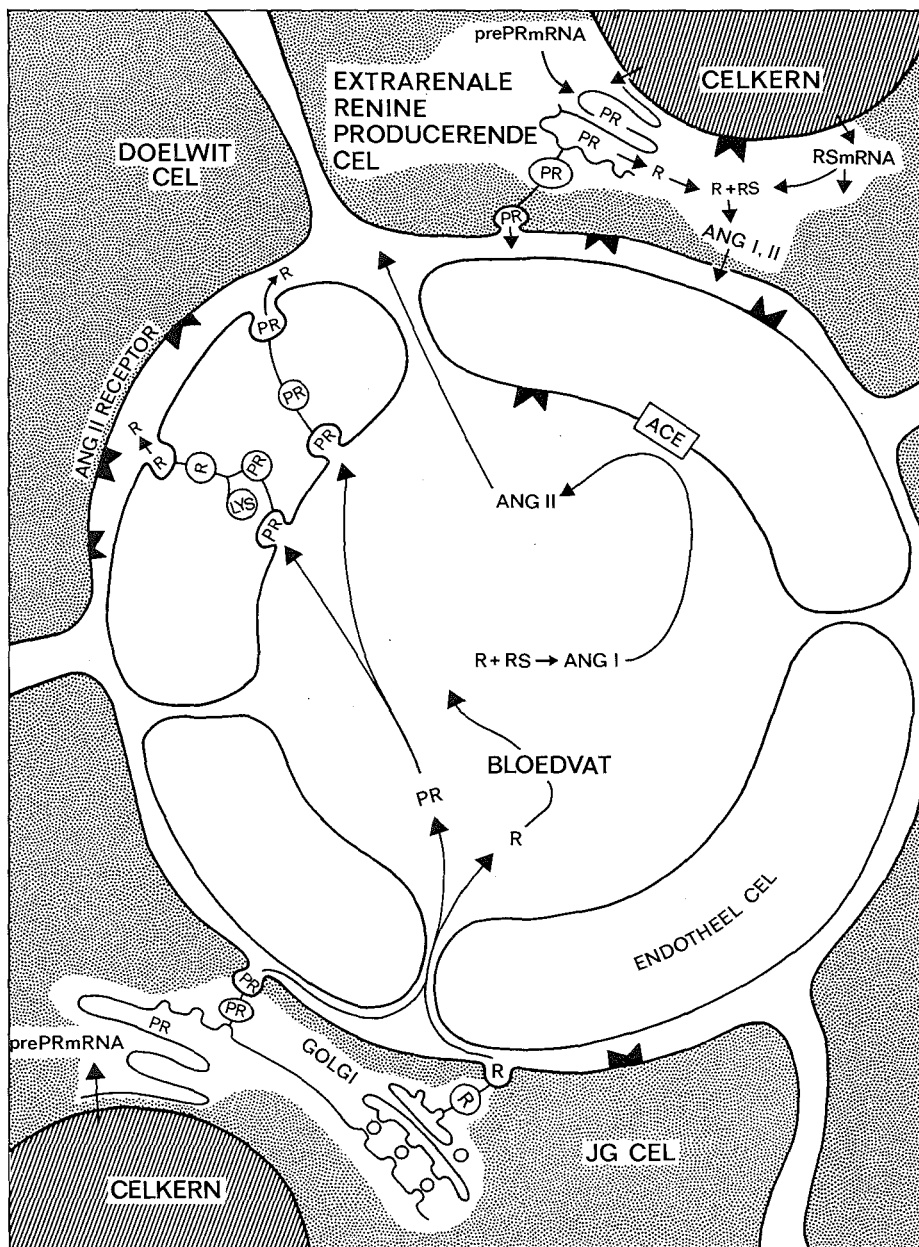 prePRmRNA
EXTRARENALE
RENINE
PRODUCERENDE
CEL
CELKERN
DOELWIT
CEL
PR
PR
R
R+RS
RSmRNA
PR
PR
ANG I, II
R
PR
ANG II RECEPTOR
PR
PR
R
R
R
PR
LYS
PR
ACE
ANG II
R+RS → ANG I
BLOEDVAT
PR
R
ENDOTHEEL CEL
PR
PR
PR
prePRmRNA
GOLGI
R
R
JG CEL
CELKERN